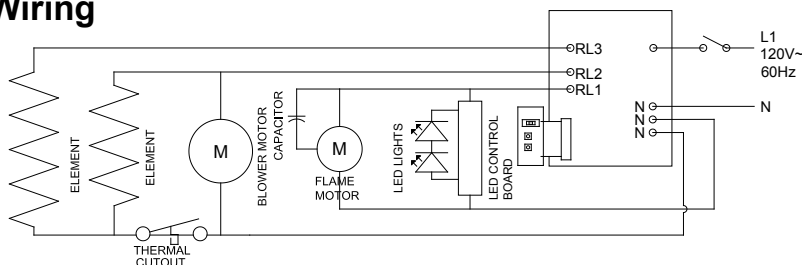 Wiring
L1
120V~
60Hz
RL3
RL2
RL1
N
N
N
N
ELEMENT
ELEMENT
M
BLOWER MOTOR
CAPACITOR
M
FLAME
MOTOR
LED LIGHTS
LED CONTROL
BOARD
THERMAL
CUTOUT